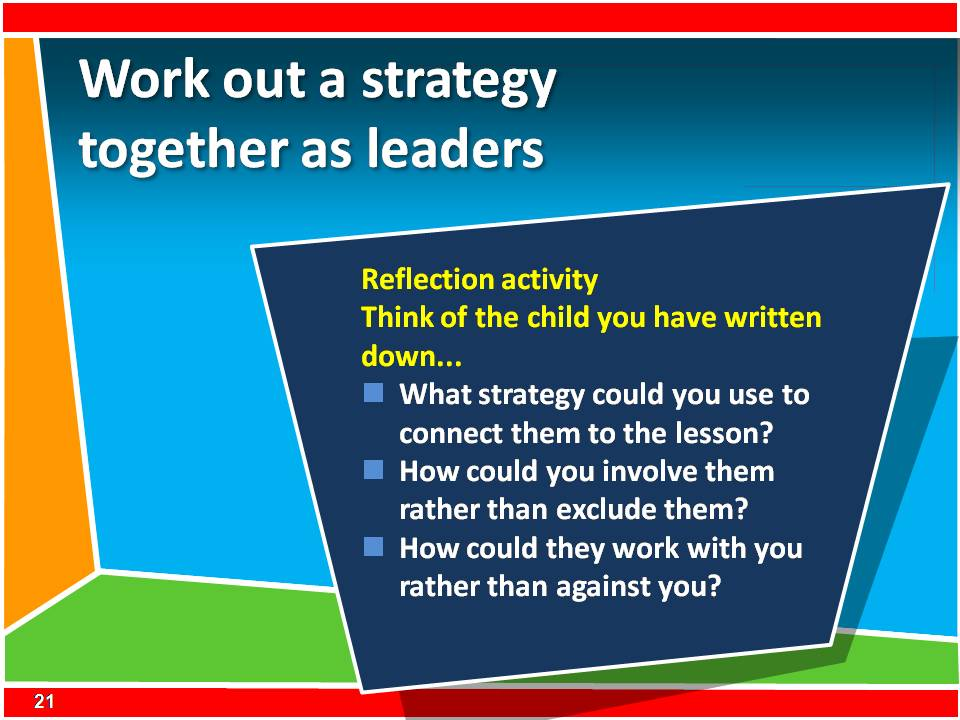 Work out a strategy
together as leaders
Reflection activity
Think of the child you have written
down...
What strategy could you use to
connect them to the lesson?
How could you involve them
rather than exclude them?
How could they work with you
rather than against you?
21